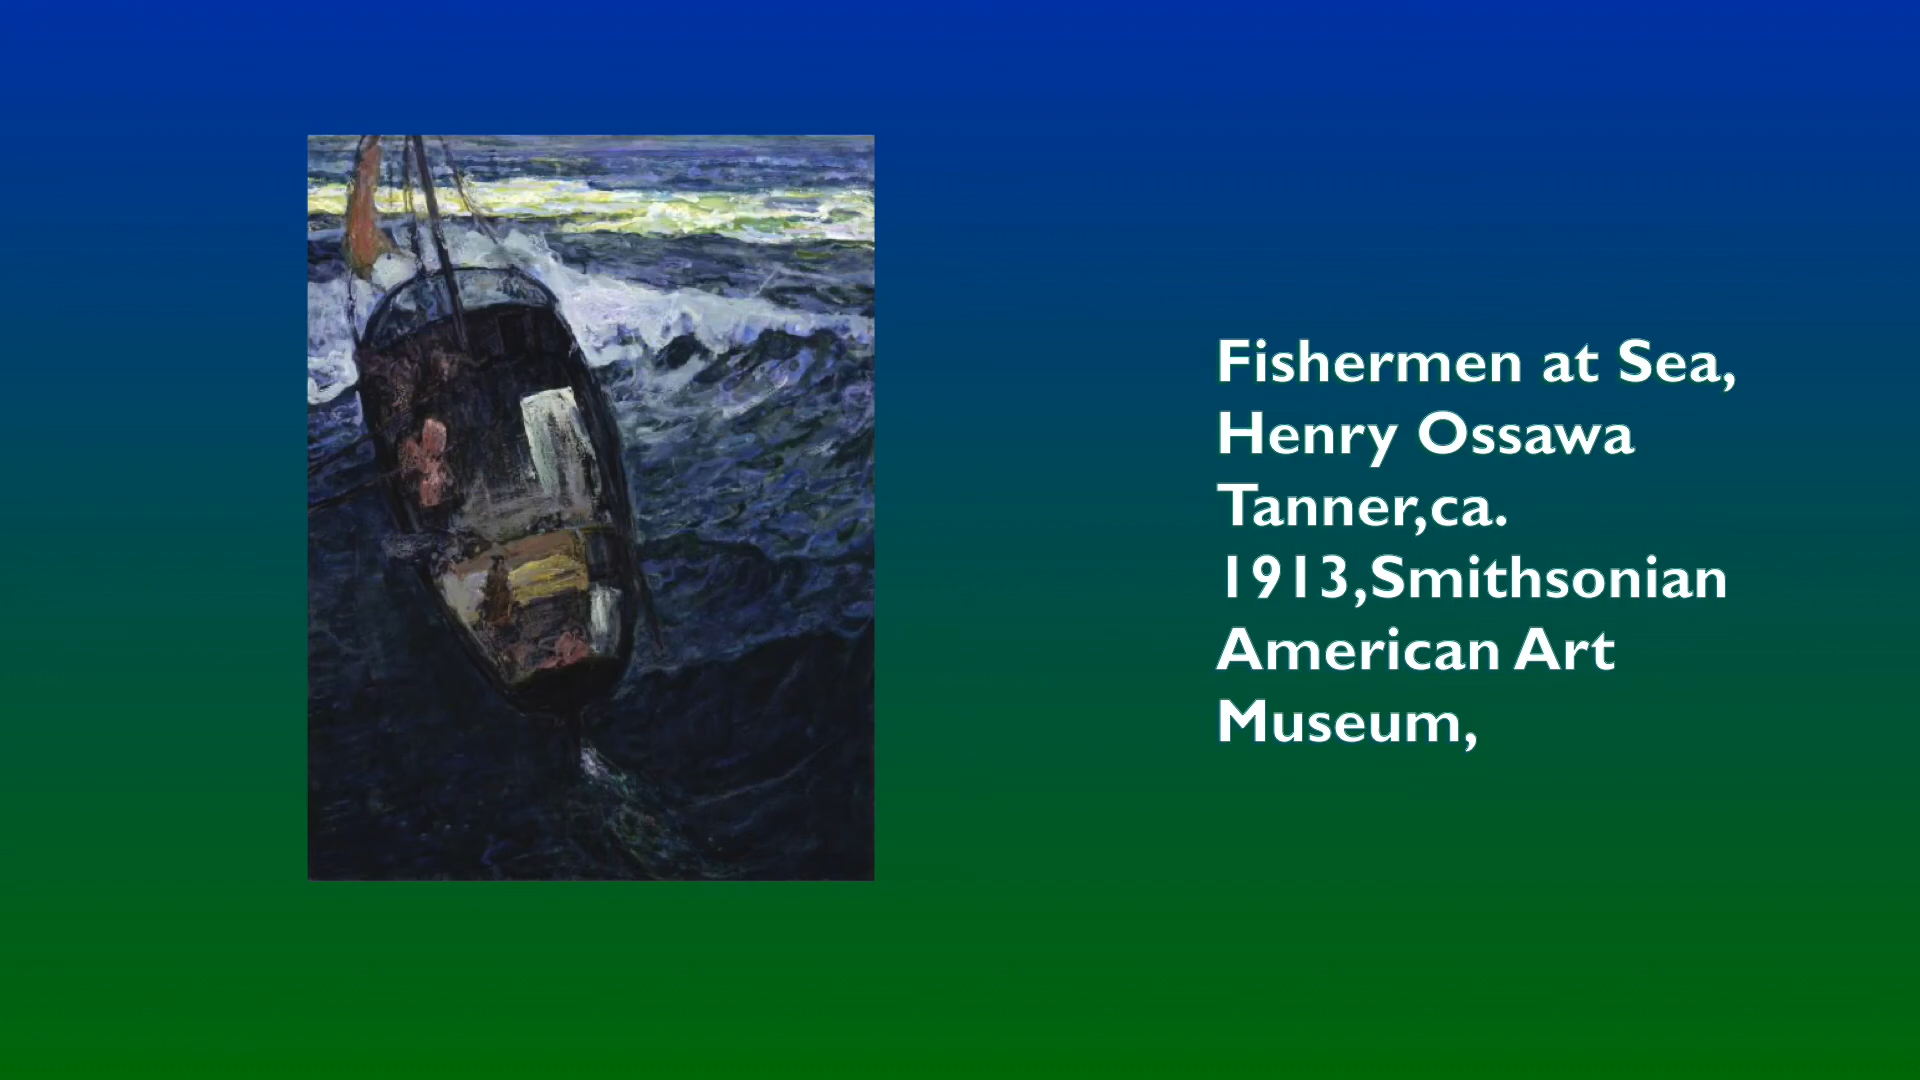 Fishermen at Sea,
Henry Ossawa
Tanner,ca.
1913,Smithsonian
American Art
Museum,